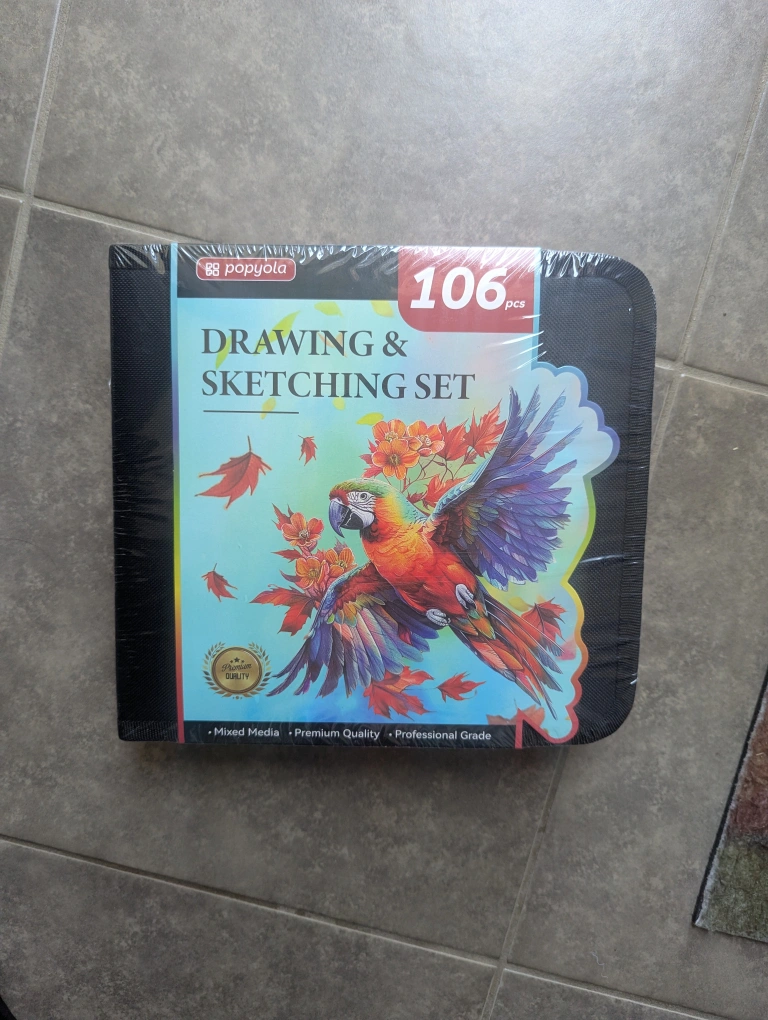 popyola
106 pcs
DRAWING &
SKETCHING SET
Premium
QUALITY
• Mixed Media • Premium Quality • Professional Grade